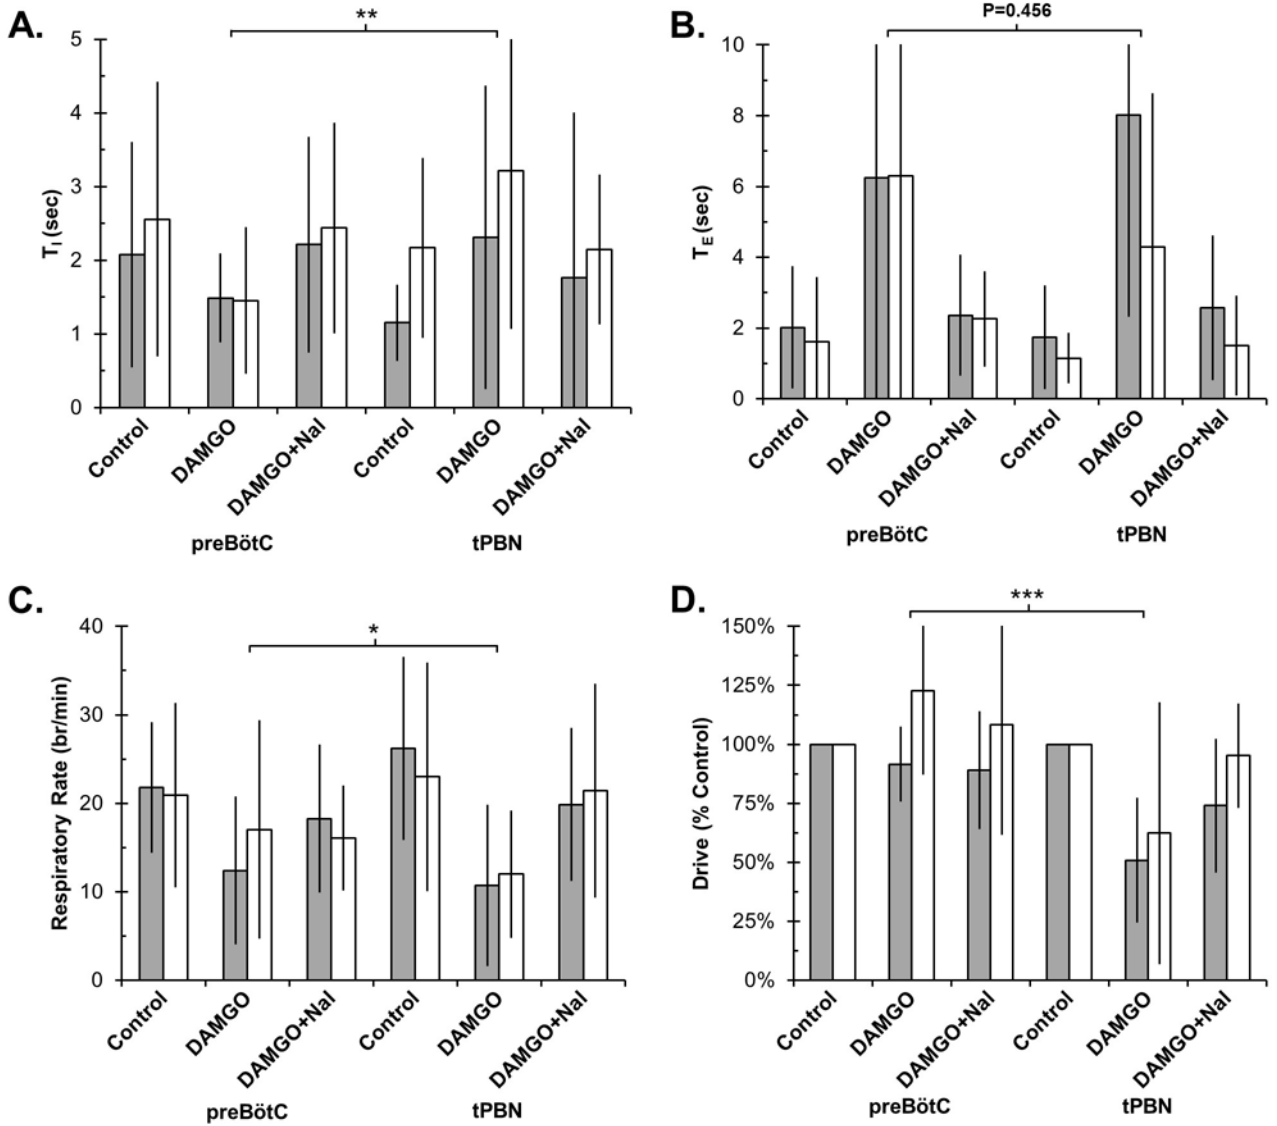 A.
**
5
4
3
2
1
0
TI (sec)
Control
DAMGO
DAMGO+Nal
Control
DAMGO
DAMGO+Nal
preBötC
tPBN
B.
P=0.456
10
8
6
4
2
0
TE (sec)
Control
DAMGO
DAMGO+Nal
Control
DAMGO
DAMGO+Nal
preBötC
tPBN
C.
*
40
30
20
10
0
Respiratory Rate (br/min)
Control
DAMGO
DAMGO+Nal
Control
DAMGO
DAMGO+Nal
preBötC
tPBN
D.
***
150%
125%
100%
75%
50%
25%
0%
Drive (% Control)
Control
DAMGO
DAMGO+Nal
Control
DAMGO
DAMGO+Nal
preBötC
tPBN